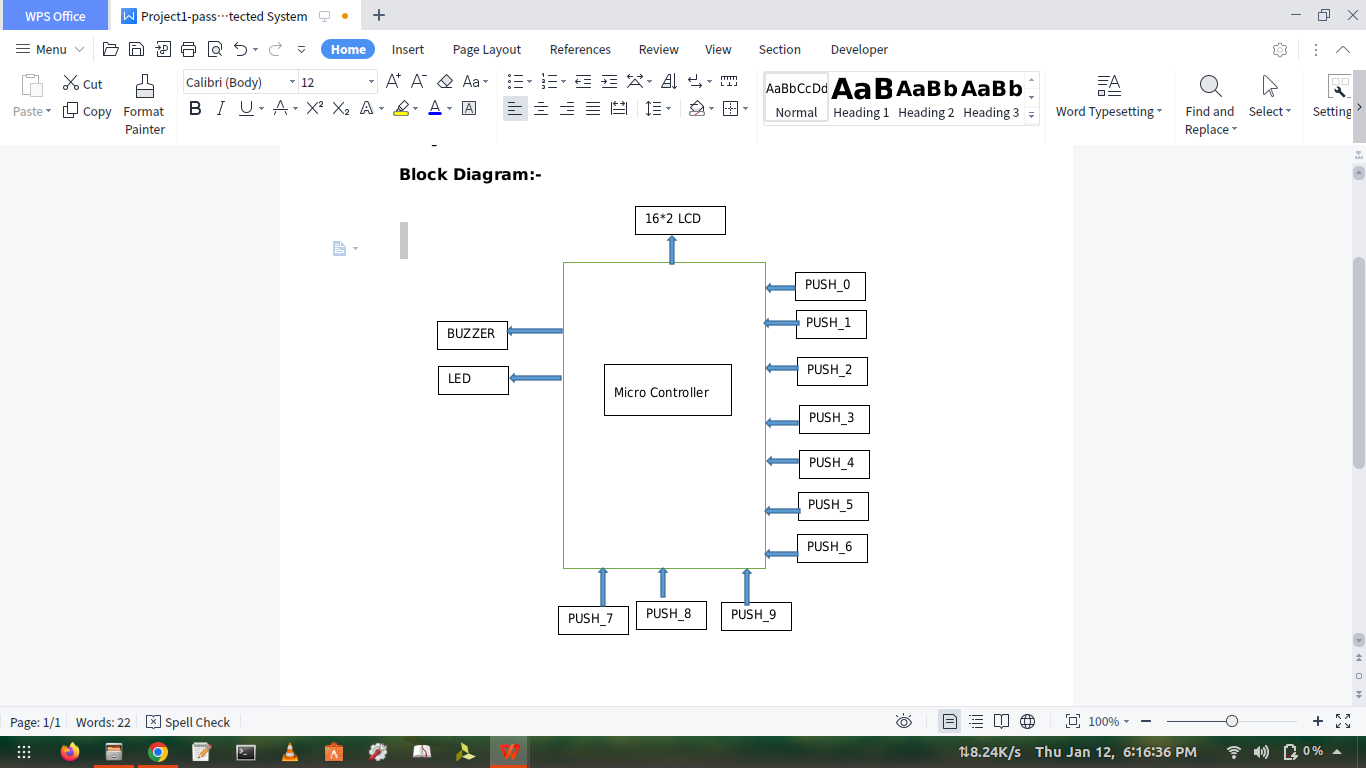 WPS Office
Project1-pass···tected System
Menu
Home
Insert
Page Layout
References
Review
View
Section
Developer
Paste
Cut
Copy
Format
Painter
Calibri (Body)
12
AaBbCcDd
Normal
AaB
Heading 1
AaBb
Heading 2
AaBb
Heading 3
Word Typesetting
Find and
Replace
Select
Setting
Block Diagram:-
16*2 LCD
PUSH_0
PUSH_1
BUZZER
PUSH_2
LED
Micro Controller
PUSH_3
PUSH_4
PUSH_5
PUSH_6
PUSH_7
PUSH_8
PUSH_9
Page: 1/1
Words: 22
Spell Check
100%
8.24K/s
Thu Jan 12, 6:16:36 PM
0 %